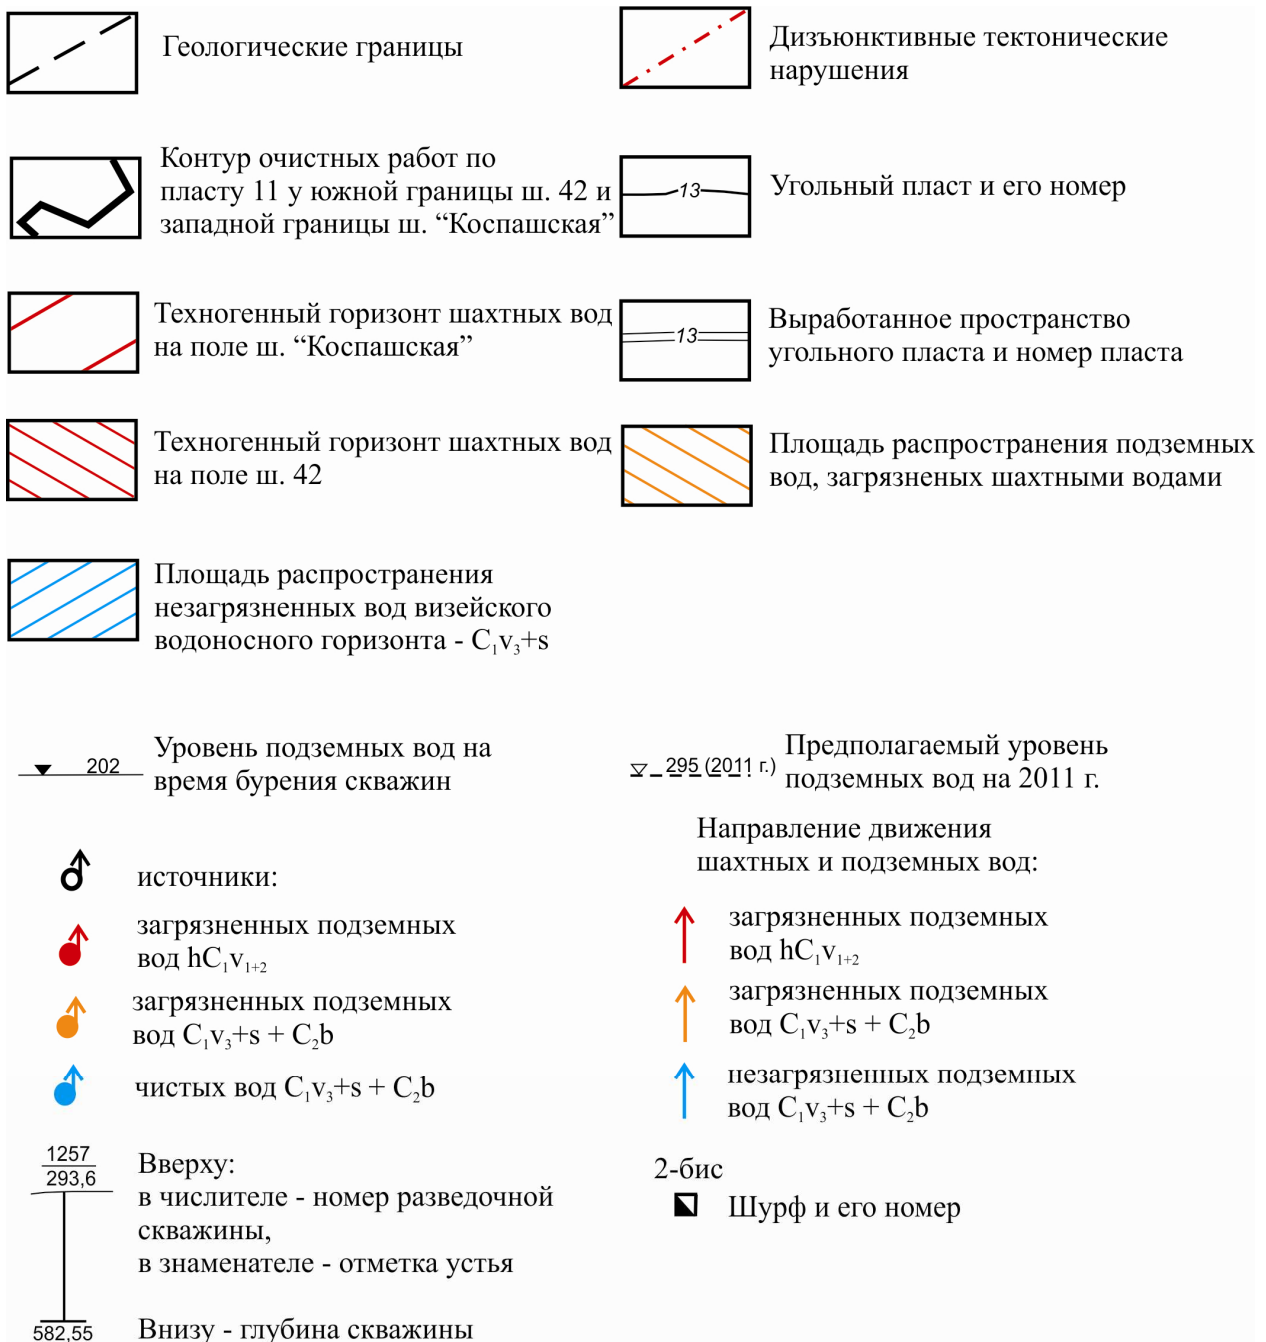 Геологические границы
Дизъюнктивные тектонические
нарушения
Контур очистных работ по
пласту 11 у южной границы ш. 42 и
западной границы ш. “Коспашская”
13
Угольный пласт и его номер
Техногенный горизонт шахтных вод
на поле ш. “Коспашская”
13
Выработанное пространство
угольного пласта и номер пласта
Техногенный горизонт шахтных вод
на поле ш. 42
Площадь распространения подземных
вод, загрязненых шахтными водами
Площадь распространения
незагрязненных вод визейского
водоносного горизонта - C₁v₃+s
202
Уровень подземных вод на
время бурения скважин
295 (2011 г.)
Предполагаемый уровень
подземных вод на 2011 г.
источники:
загрязненных подземных
вод hC₁v₁₊₂
загрязненных подземных
вод C₁v₃+s + C₂b
чистых вод C₁v₃+s + C₂b
Направление движения
шахтных и подземных вод:
загрязненных подземных
вод hC₁v₁₊₂
загрязненных подземных
вод C₁v₃+s + C₂b
незагрязненных подземных
вод C₁v₃+s + C₂b
1257
293,6
582,55
Вверху:
в числителе - номер разведочной
скважины,
в знаменателе - отметка устья
Внизу - глубина скважины
2-бис
Шурф и его номер